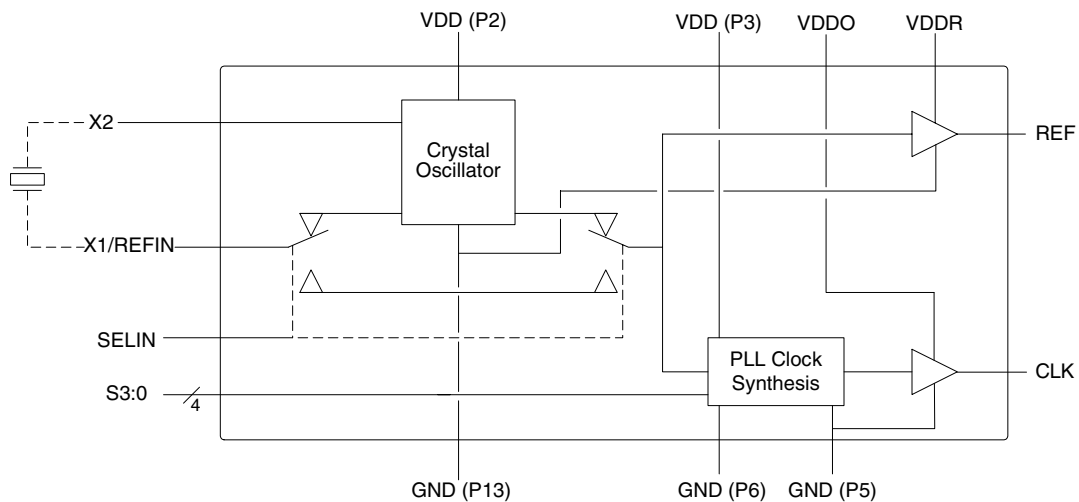 VDD (P2)
VDD (P3)
VDDO
VDDR
X2
Crystal
Oscillator
REF
X1/REFIN
SELIN
PLL Clock
Synthesis
CLK
S3:0
4
GND (P13)
GND (P6)
GND (P5)